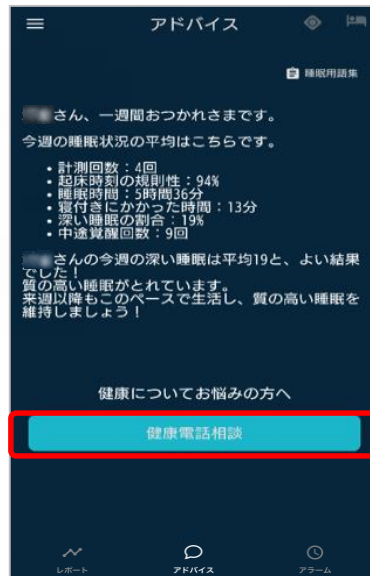 アドバイス
睡眠用語集
さん、一週間おつかれさまです。
今週の睡眠状況の平均はこちらです。
・計測回数：4回
・起床時刻の規則性：94%
・睡眠時間：5時間36分
・寝付きにかかった時間：13分
・深い睡眠の割合：19%
・中途覚醒回数：9回
さんの今週の深い睡眠は平均19と、よい結果
でした！
質の高い睡眠がとれています。
来週以降もこのペースで生活し、質の高い睡眠を
維持しましょう！
健康についてお悩みの方へ
健康電話相談
レポート
アドバイス
アラーム